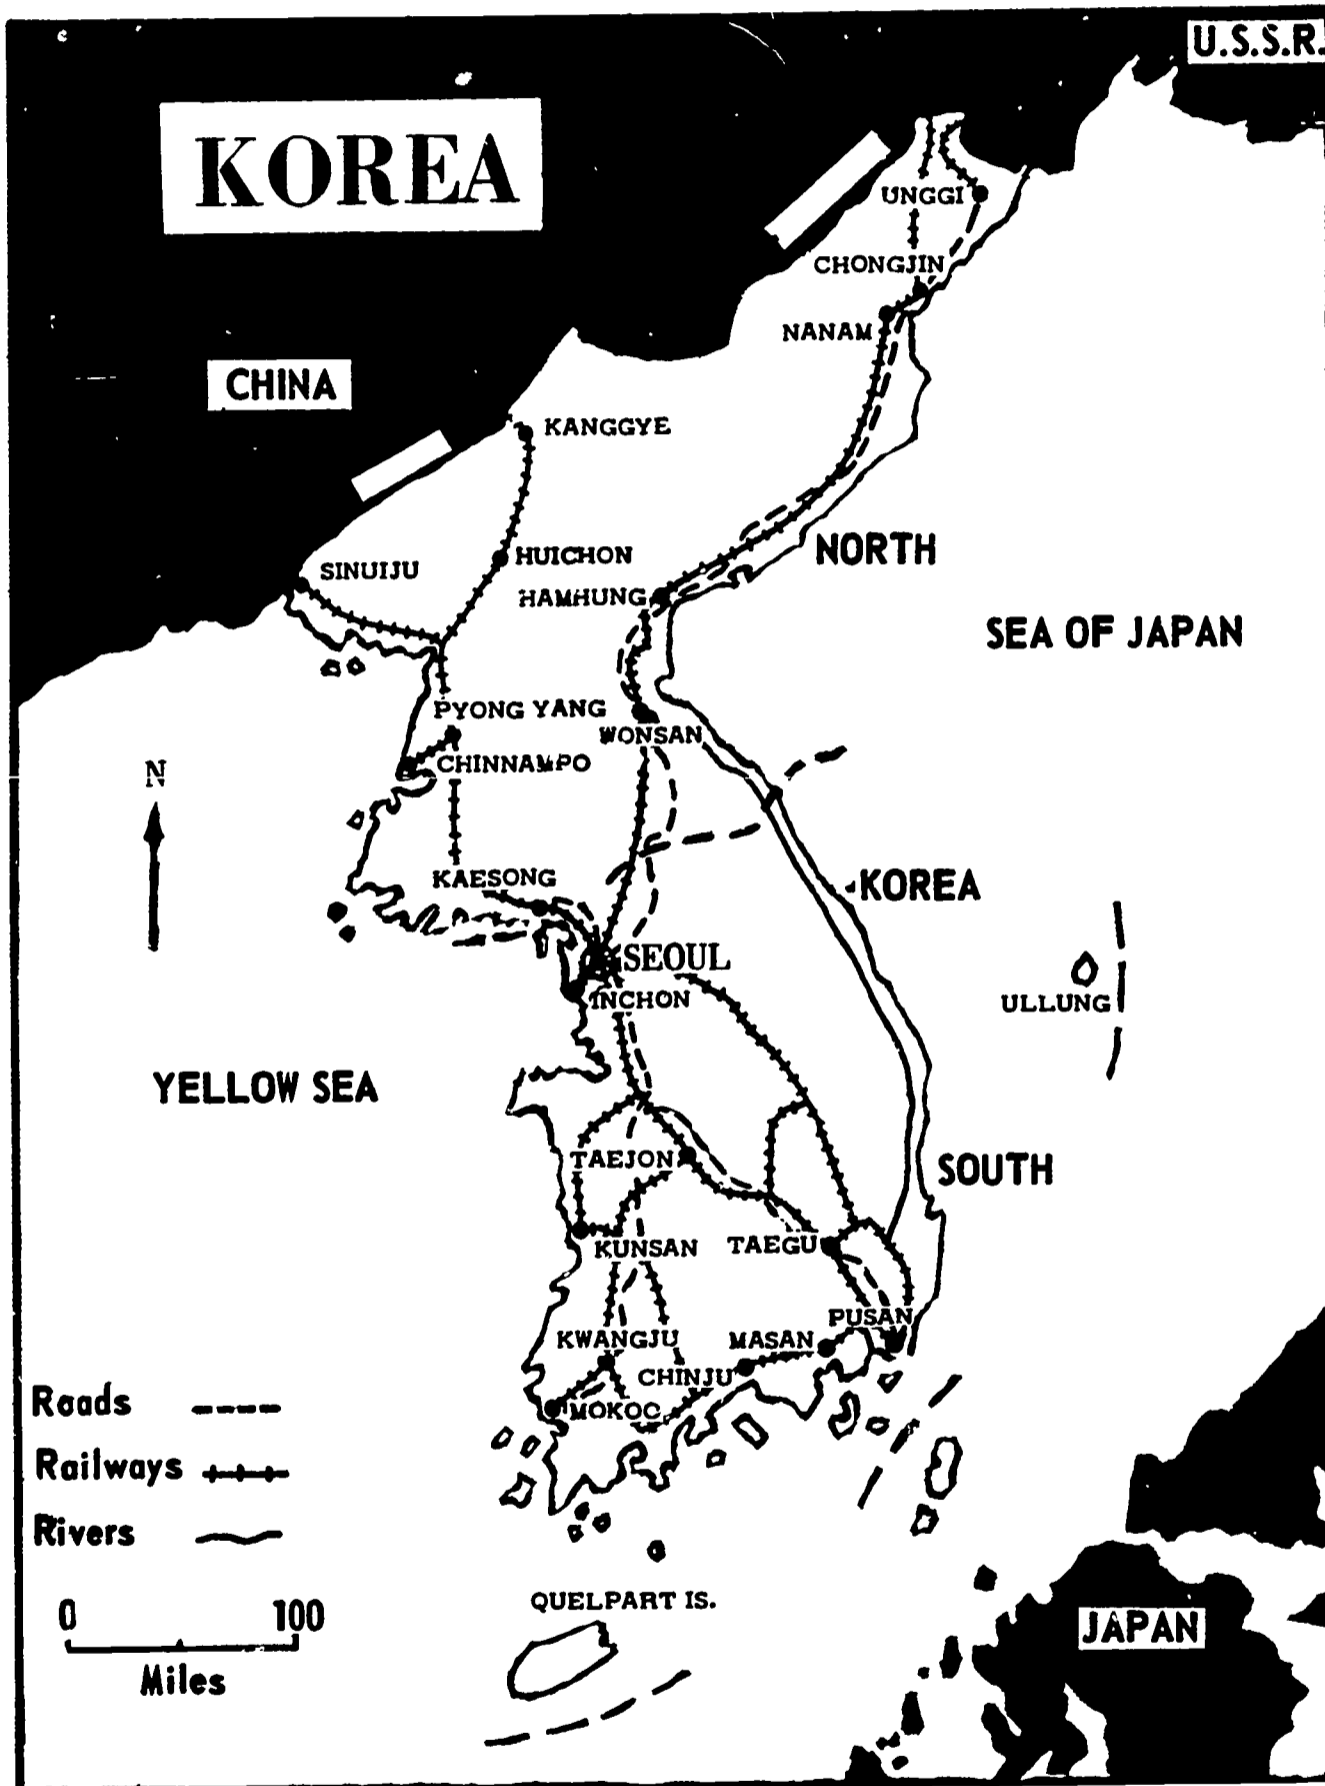 U.S.S.R.
KOREA
UNGGI
CHONGJIN
NANAM
CHINA
KANGGYE
HUICHON
NORTH
SINUIJU
HAMHUNG
SEA OF JAPAN
PYONG YANG
WONSAN
CHINNAMPO
N
KAESONG
KOREA
SEOUL
INCHON
ULLUNG
YELLOW SEA
TAEJON
SOUTH
KUNSAN
TAEGU
PUSAN
KWANGJU
MASAN
CHINJU
MOKOC
Roads
Railways
Rivers
0 100
Miles
QUELPART IS.
JAPAN